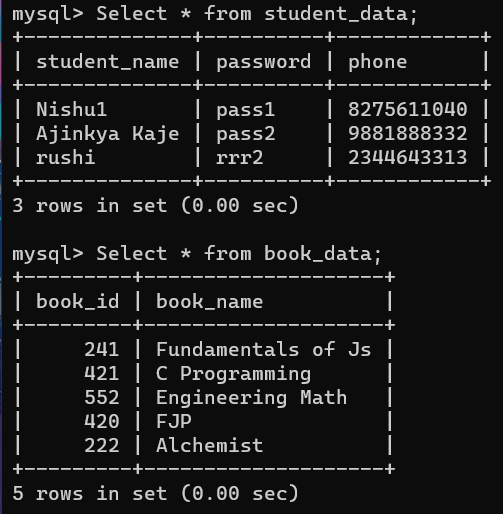 mysql> Select * from student_data;
+--------------+----------+------------+
| student_name | password | phone      |
+--------------+----------+------------+
| Nishu1       | pass1    | 8275611040 |
| Ajinkya Kaje | pass2    | 9881888332 |
| rushi        | rrr2     | 2344643313 |
+--------------+----------+------------+
3 rows in set (0.00 sec)

mysql> Select * from book_data;
+---------+--------------------+
| book_id | book_name          |
+---------+--------------------+
|     241 | Fundamentals of Js |
|     421 | C Programming      |
|     552 | Engineering Math   |
|     420 | FJP                |
|     222 | Alchemist          |
+---------+--------------------+
5 rows in set (0.00 sec)